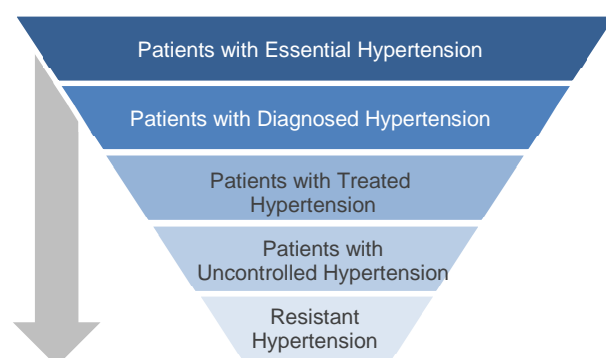 Patients with Essential Hypertension
Patients with Diagnosed Hypertension
Patients with Treated
Hypertension
Patients with
Uncontrolled Hypertension
Resistant
Hypertension